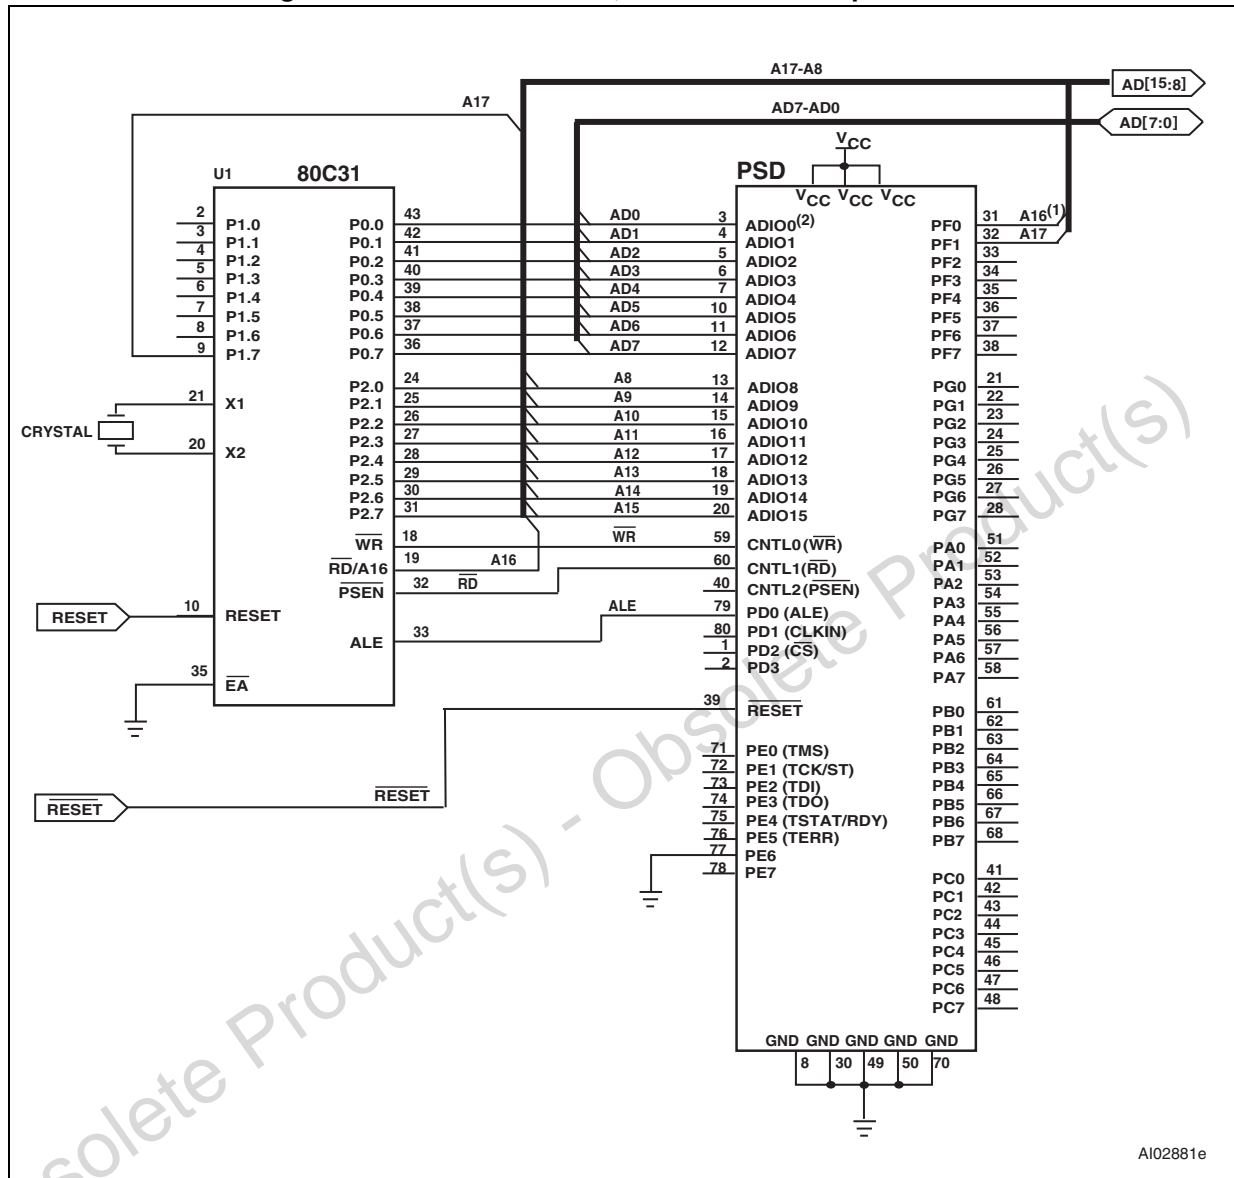 A17-A8
AD[15:8]
A17
AD7-AD0
AD[7:0]
VCC
U1
80C31
PSD
VCC VCC VCC
2 P1.0
3 P1.1
4 P1.2
5 P1.3
6 P1.4
7 P1.5
8 P1.6
9 P1.7
21 X1
CRYSTAL
20 X2
10 RESET
RESET
35 EA
RESET
RESET
P0.0 43 AD0 3 ADIO0(2)
P0.1 42 AD1 4 ADIO1
P0.2 41 AD2 5 ADIO2
P0.3 40 AD3 6 ADIO3
P0.4 39 AD4 7 ADIO4
P0.5 38 AD5 10 ADIO5
P0.6 37 AD6 11 ADIO6
P0.7 36 AD7 12 ADIO7
P2.0 24 A8 13 ADIO8
P2.1 25 A9 14 ADIO9
P2.2 26 A10 15 ADIO10
P2.3 27 A11 16 ADIO11
P2.4 28 A12 17 ADIO12
P2.5 29 A13 18 ADIO13
P2.6 30 A14 19 ADIO14
P2.7 31 A15 20 ADIO15
WR 18 WR 59 CNTL0(WR)
RD/A16 19 A16 60 CNTL1(RD)
PSEN 32 RD 40 CNTL2(PSEN)
ALE 33 ALE 79 PD0 (ALE)
80 PD1 (CLKIN)
1 PD2 (CS)
2 PD3
39 RESET
71 PE0 (TMS)
72 PE1 (TCK/ST)
73 PE2 (TDI)
74 PE3 (TDO)
75 PE4 (TSTAT/RDY)
76 PE5 (TERR)
77 PE6
78 PE7
PF0 31 A16(1)
PF1 32 A17
PF2 33
PF3 34
PF4 35
PF5 36
PF6 37
PF7 38
PG0 21
PG1 22
PG2 23
PG3 24
PG4 25
PG5 26
PG6 27
PG7 28
PA0 51
PA1 52
PA2 53
PA3 54
PA4 55
PA5 56
PA6 57
PA7 58
PB0 61
PB1 62
PB2 63
PB3 64
PB4 65
PB5 66
PB6 67
PB7 68
PC0 41
PC1 42
PC2 43
PC3 44
PC4 45
PC5 46
PC6 47
PC7 48
GND GND GND GND GND
8 30 49 50 70
AI02881e
solete Product(s) - Obsolete Product(s)